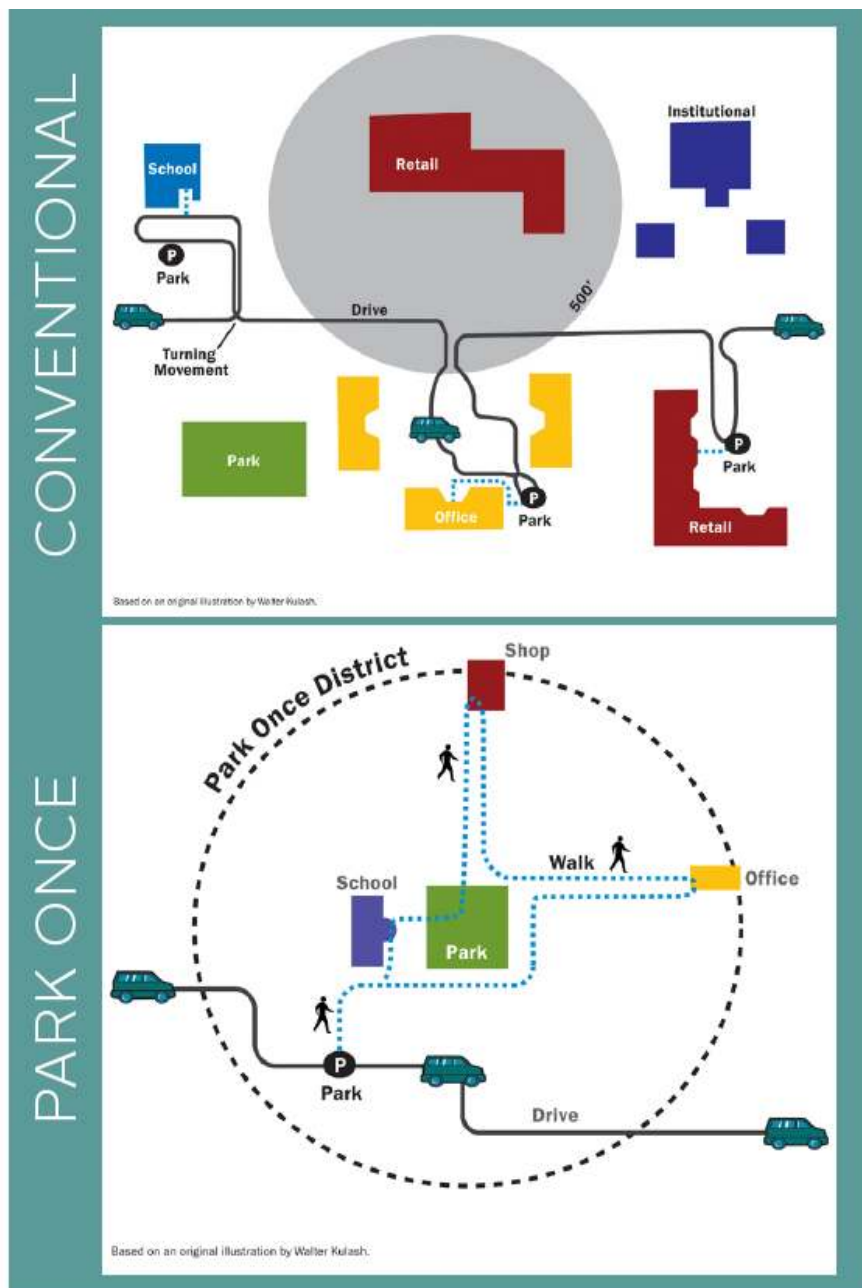 CONVENTIONAL
Institutional
School
Retail
P
Park
500'
Drive
Turning
Movement
Park
P
Park
Office
P
Park
Retail
Based on an original illustration by Walter Kulash.
PARK ONCE
Park Once District
Shop
Walk
School
Office
Park
P
Park
Drive
Based on an original illustration by Walter Kulash.